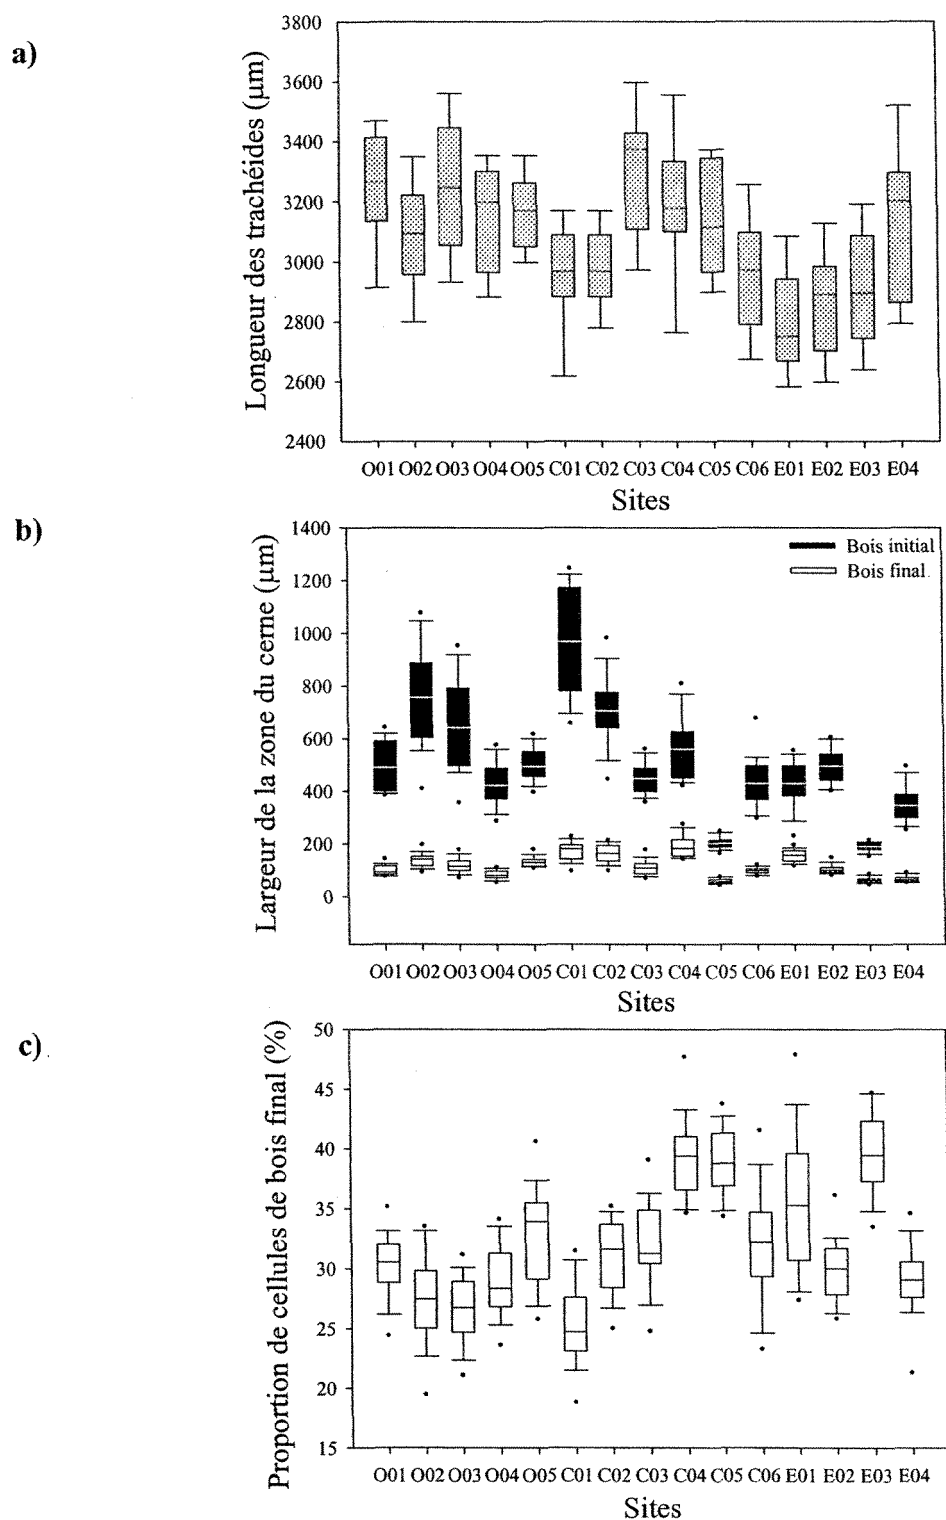 a)
Longueur des trachéides (µm)
3800
3600
3400
3200
3000
2800
2600
2400
O01 O02 O03 O04 O05 C01 C02 C03 C04 C05 C06 E01 E02 E03 E04
Sites
b)
Largeur de la zone du cerne (µm)
1400
1200
1000
800
600
400
200
0
Bois initial
Bois final
O01 O02 O03 O04 O05 C01 C02 C03 C04 C05 C06 E01 E02 E03 E04
Sites
c)
Proportion de cellules de bois final (%)
50
45
40
35
30
25
20
15
O01 O02 O03 O04 O05 C01 C02 C03 C04 C05 C06 E01 E02 E03 E04
Sites